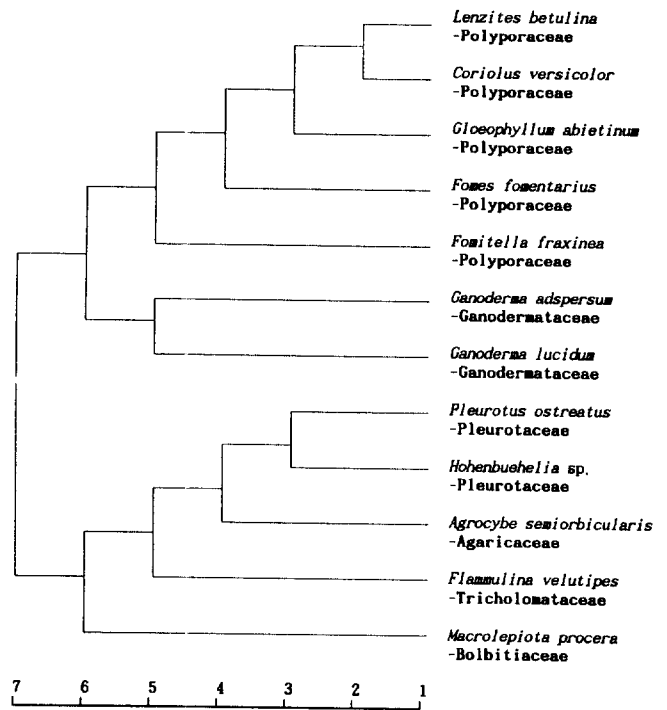 Lenzites betulina
-Polyporaceae
Coriolus versicolor
-Polyporaceae
Gloeophyllum abietinum
-Polyporaceae
Fomes fomentarius
-Polyporaceae
Fomitella fraxinea
-Polyporaceae
Ganoderma adspersum
-Ganodermataceae
Ganoderma lucidum
-Ganodermataceae
Pleurotus ostreatus
-Pleurotaceae
Hohenbuehelia sp.
-Pleurotaceae
Agrocybe semiorbicularis
-Agaricaceae
Flammulina velutipes
-Tricholomataceae
Macrolepiota procera
-Bolbitiaceae
7 6 5 4 3 2 1